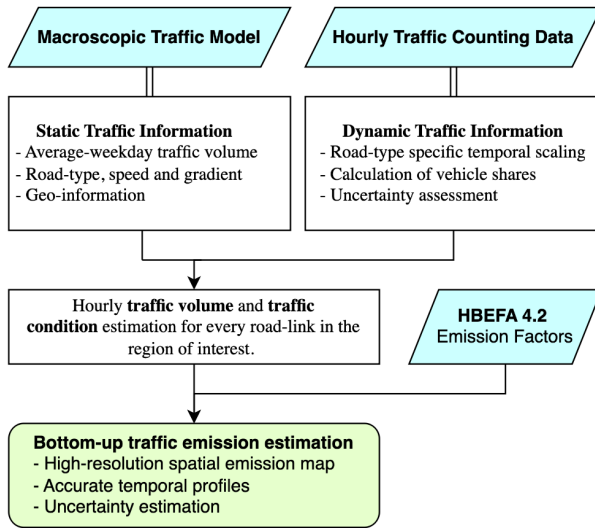 Macroscopic Traffic Model
Hourly Traffic Counting Data
Static Traffic Information
- Average-weekday traffic volume
- Road-type, speed and gradient
- Geo-information
Dynamic Traffic Information
- Road-type specific temporal scaling
- Calculation of vehicle shares
- Uncertainty assessment
Hourly traffic volume and traffic
condition estimation for every road-link in the
region of interest.
HBEFA 4.2
Emission Factors
Bottom-up traffic emission estimation
- High-resolution spatial emission map
- Accurate temporal profiles
- Uncertainty estimation